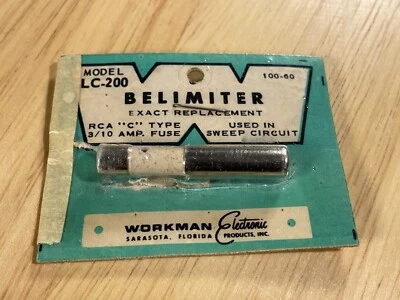 MODEL
LC-200
100-60
BELIMITER
EXACT REPLACEMENT
RCA "C" TYPE USED IN
3/10 AMP. FUSE SWEEP CIRCUIT
WORKMAN Electronic
SARASOTA, FLORIDA PRODUCTS, INC.